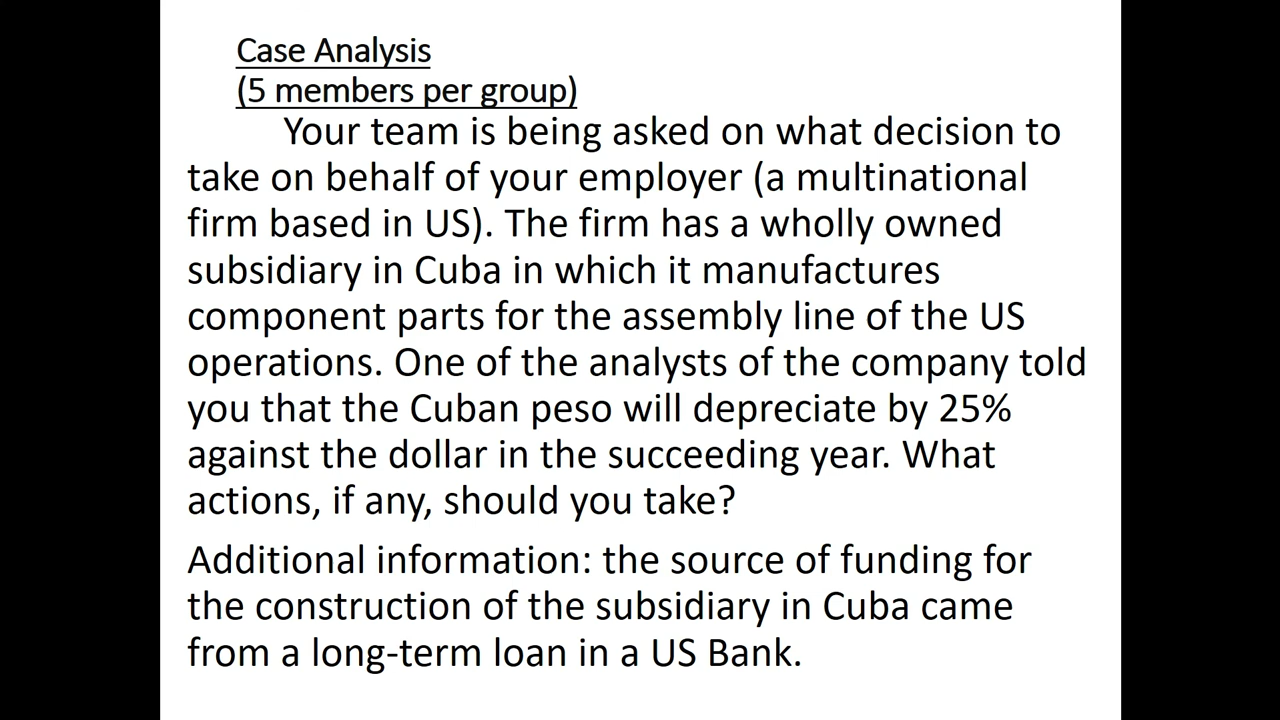 Case Analysis
(5 members per group)
Your team is being asked on what decision to
take on behalf of your employer (a multinational
firm based in US). The firm has a wholly owned
subsidiary in Cuba in which it manufactures
component parts for the assembly line of the US
operations. One of the analysts of the company told
you that the Cuban peso will depreciate by 25%
against the dollar in the succeeding year. What
actions, if any, should you take?
Additional information: the source of funding for
the construction of the subsidiary in Cuba came
from a long-term loan in a US Bank.